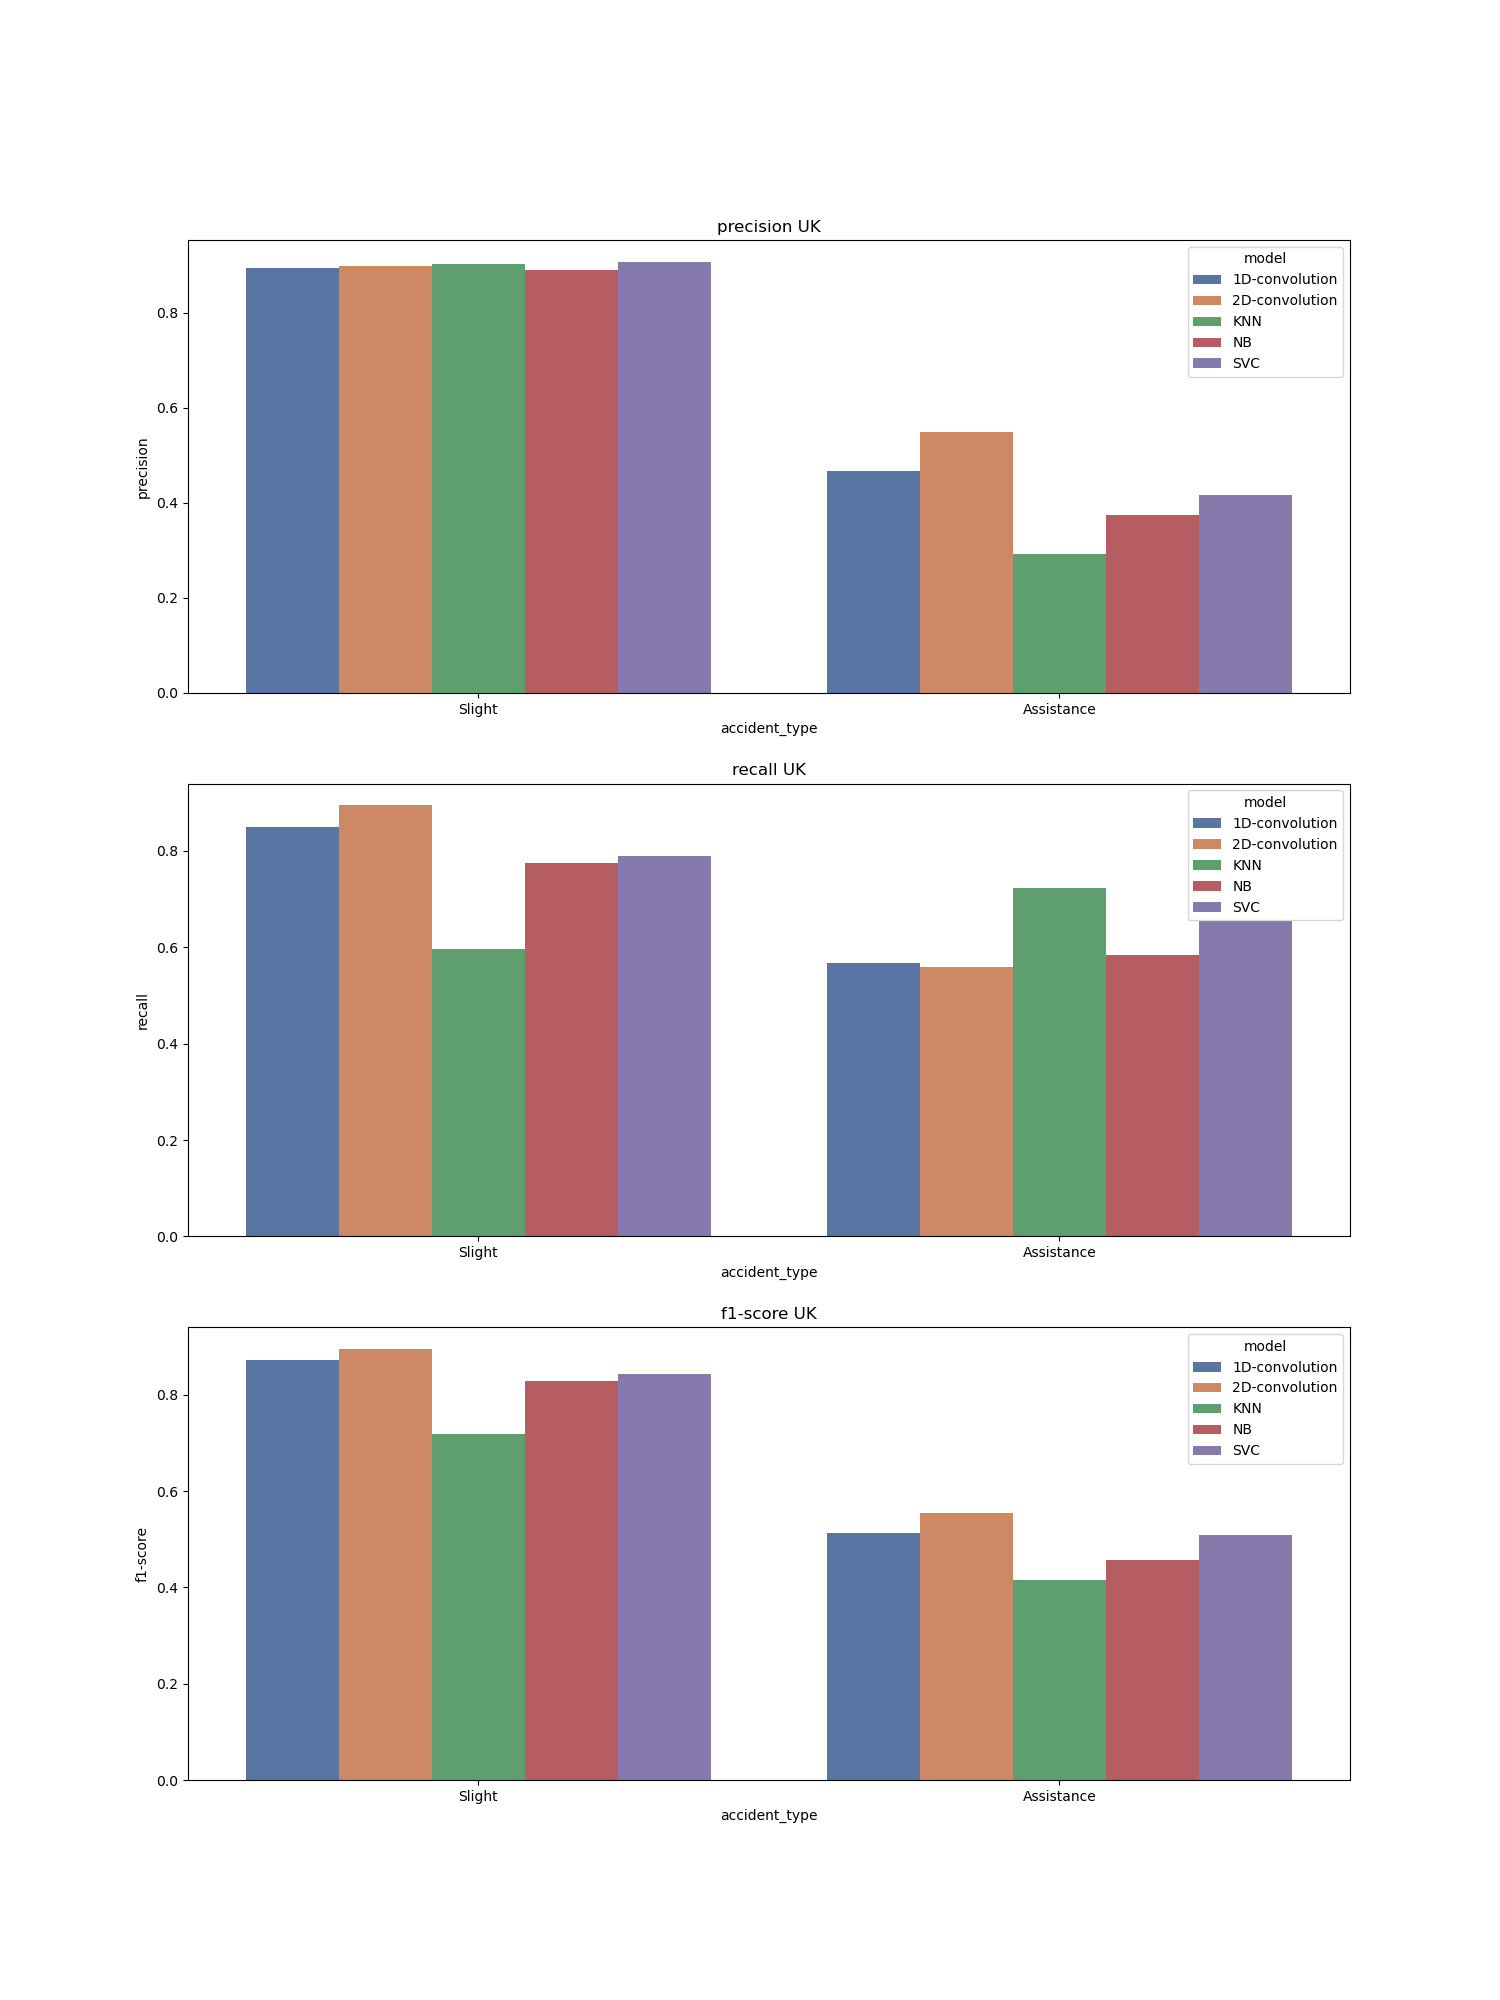 precision UK
model
1D-convolution
2D-convolution
KNN
NB
SVC
0.8
0.6
0.4
0.2
0.0
precision
Slight
Assistance
accident_type
recall UK
model
1D-convolution
2D-convolution
KNN
NB
SVC
0.8
0.6
0.4
0.2
0.0
recall
Slight
Assistance
accident_type
f1-score UK
model
1D-convolution
2D-convolution
KNN
NB
SVC
0.8
0.6
0.4
0.2
0.0
f1-score
Slight
Assistance
accident_type